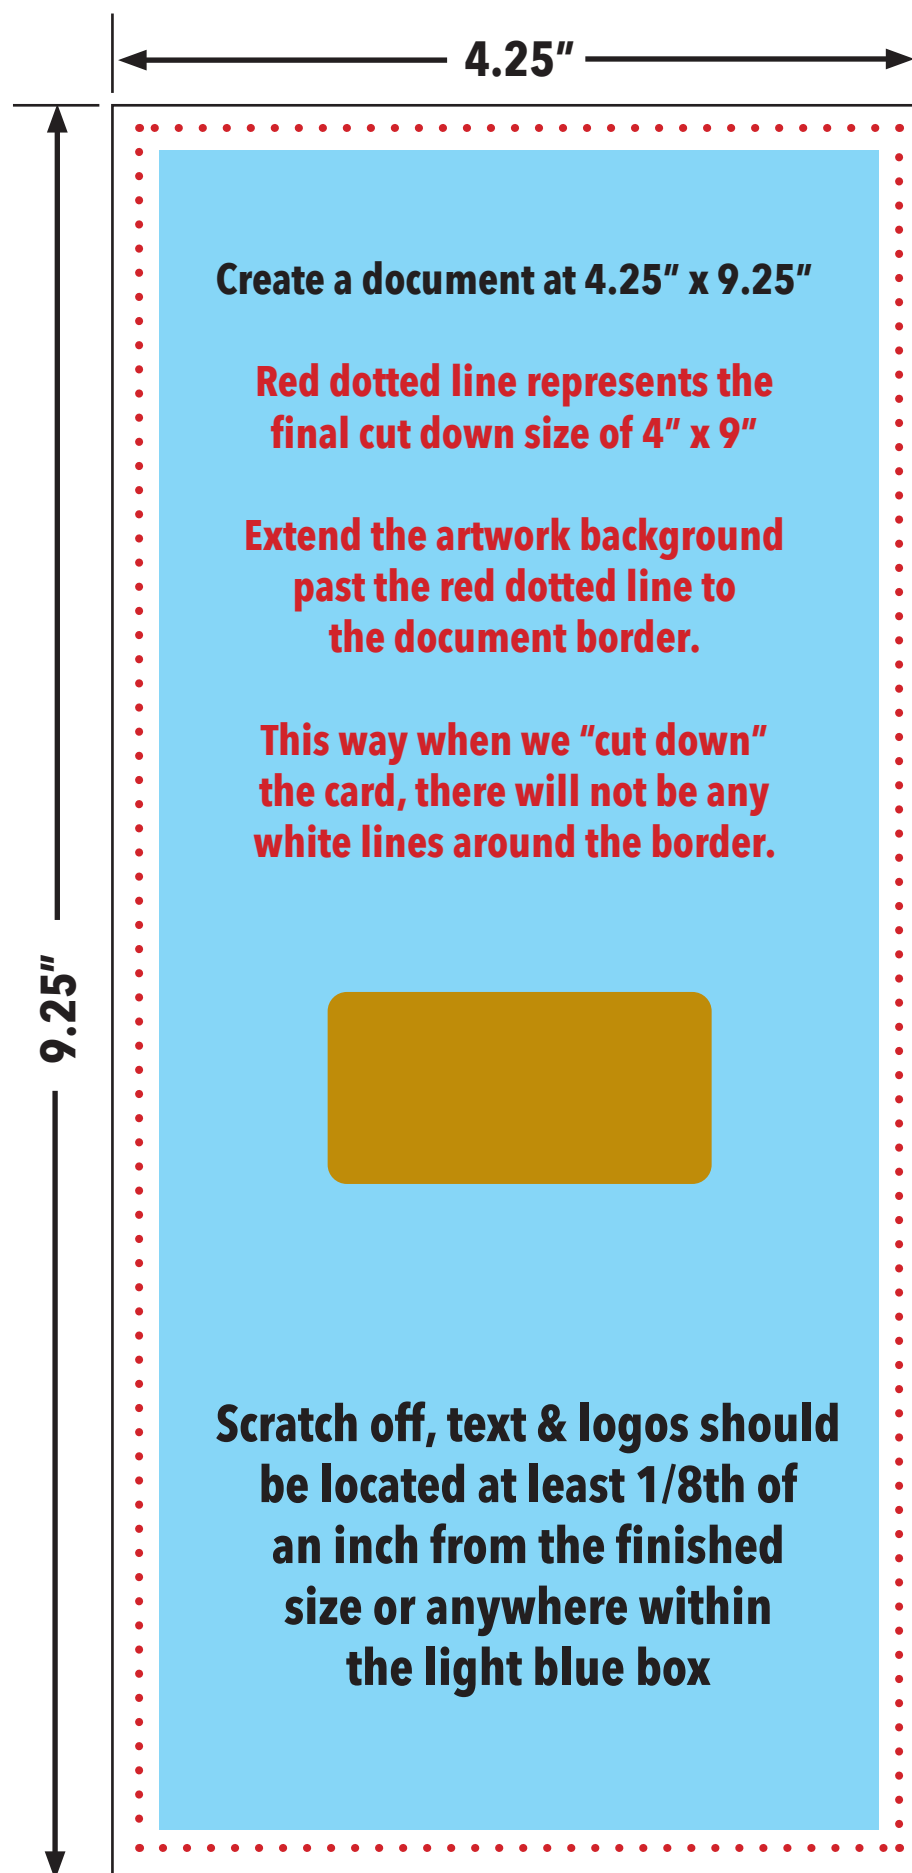 4.25″
Create a document at 4.25″ x 9.25″
Red dotted line represents the
final cut down size of 4″ x 9″
Extend the artwork background
past the red dotted line to
the document border.
This way when we “cut down”
the card, there will not be any
white lines around the border.
9.25″
Scratch off, text & logos should
be located at least 1/8th of
an inch from the finished
size or anywhere within
the light blue box